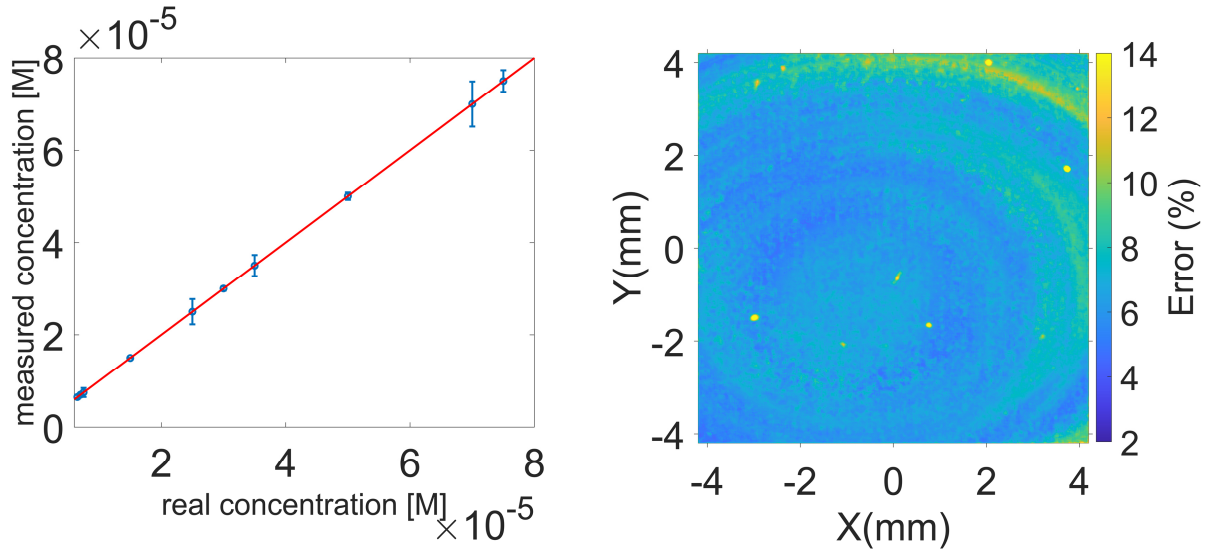 ×10⁻⁵
8
6
4
2
0
measured concentration [M]
2 4 6 8
real concentration [M]
×10⁻⁵
4
2
0
-2
-4
Y(mm)
-4 -2 0 2 4
X(mm)
14
12
10
8
6
4
2
Error (%)